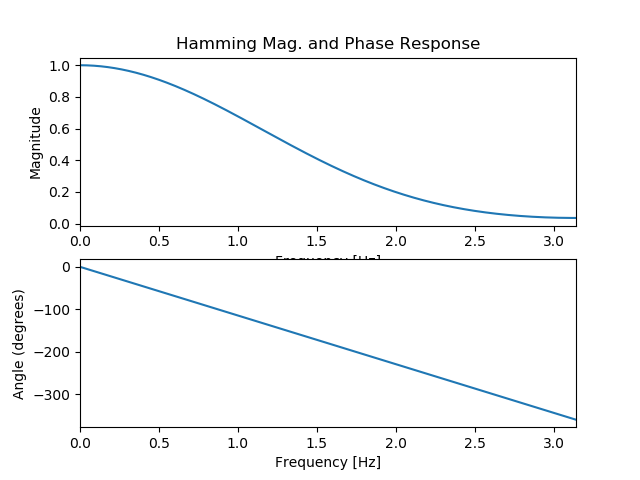 Hamming Mag. and Phase Response
1.0
0.8
0.6
0.4
0.2
0.0
Magnitude
0.0 0.5 1.0 1.5 2.0 2.5 3.0
Frequency [Hz]
0
−100
−200
−300
Angle (degrees)
0.0 0.5 1.0 1.5 2.0 2.5 3.0
Frequency [Hz]